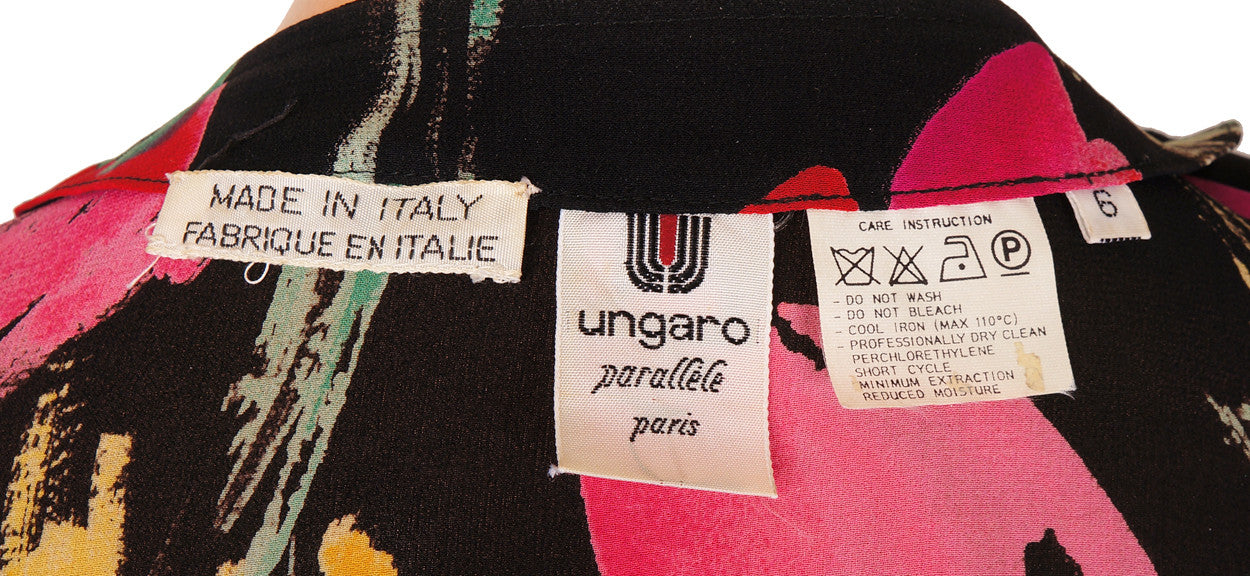 MADE IN ITALY
FABRIQUE EN ITALIE
ungaro
parallèle
paris
CARE INSTRUCTION
P
- DO NOT WASH
- DO NOT BLEACH
- COOL IRON (MAX 110°C)
- PROFESSIONALLY DRY CLEAN
PERCHLORETHYLENE
SHORT CYCLE
MINIMUM EXTRACTION
REDUCED MOISTURE
6